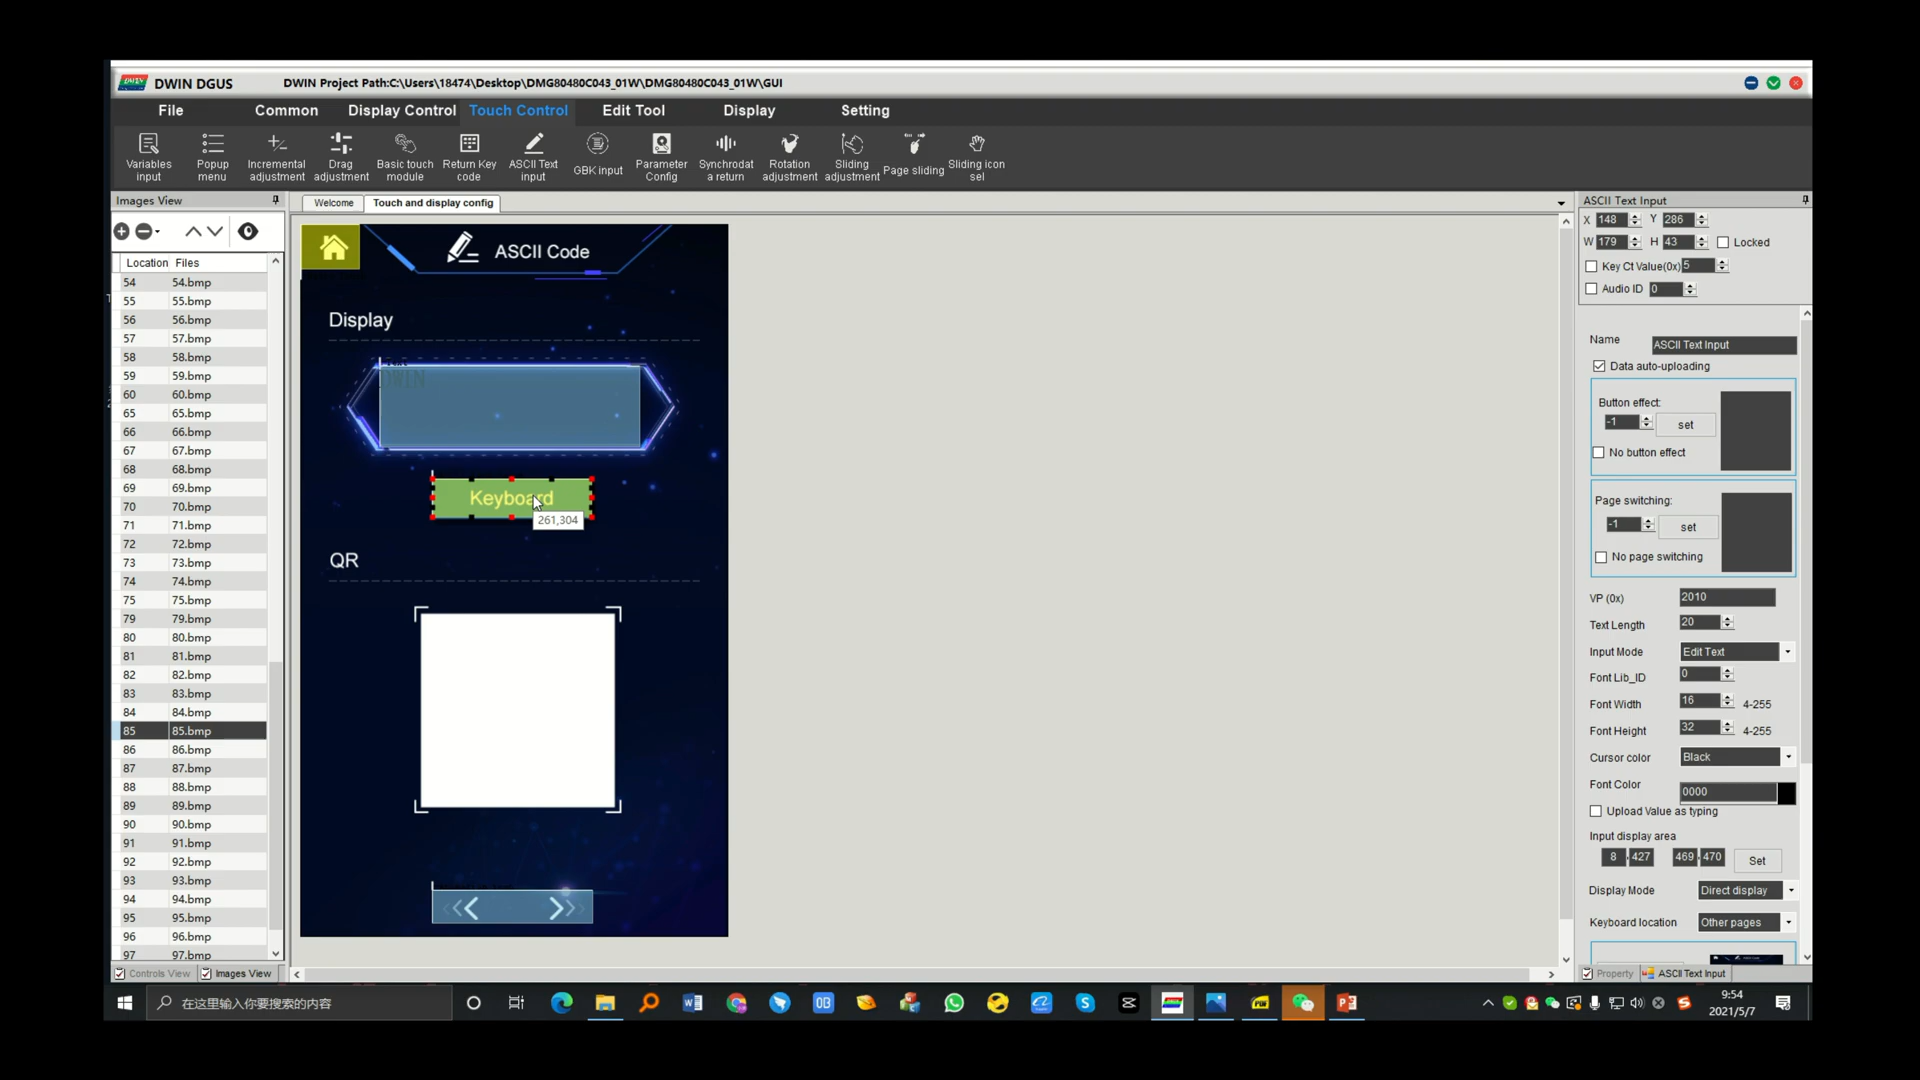 DWIN DGUS DWIN Project Path:C:\Users\18474\Desktop\DMG80480C043_01W\DMG80480C043_01W\GUI
File Common Display Control Touch Control Edit Tool Display Setting
Variables input
Popup menu
Incremental adjustment
Drag adjustment
Basic touch module
Return Key code
ASCII Text input
GBK input
Parameter Config
Synchrodat a return
Rotation adjustment
Sliding adjustment
Page sliding
Sliding icon sel
Images View
Location Files
54 54.bmp
55 55.bmp
56 56.bmp
57 57.bmp
58 58.bmp
59 59.bmp
60 60.bmp
65 65.bmp
66 66.bmp
67 67.bmp
68 68.bmp
69 69.bmp
70 70.bmp
71 71.bmp
72 72.bmp
73 73.bmp
74 74.bmp
75 75.bmp
79 79.bmp
80 80.bmp
81 81.bmp
82 82.bmp
83 83.bmp
84 84.bmp
85 85.bmp
86 86.bmp
87 87.bmp
88 88.bmp
89 89.bmp
90 90.bmp
91 91.bmp
92 92.bmp
93 93.bmp
94 94.bmp
95 95.bmp
96 96.bmp
97 97.bmp
Controls View Images View
Welcome Touch and display config
ASCII Code
Display
DWIN
Keyboard
261,304
QR
ASCII Text Input
X 148 Y 286
W 179 H 43 Locked
Key Ct Value(0x) 5
Audio ID 0
Name ASCII Text Input
Data auto-uploading
Button effect:
-1 set
No button effect
Page switching:
-1 set
No page switching
VP (0x) 2010
Text Length 20
Input Mode Edit Text
Font Lib_ID 0
Font Width 16 4-255
Font Height 32 4-255
Cursor color Black
Font Color 0000
Upload Value as typing
Input display area
8 427 469 470 Set
Display Mode Direct display
Keyboard location Other pages
Property ASCII Text Input
在这里输入你要搜索的内容
9:54
2021/5/7